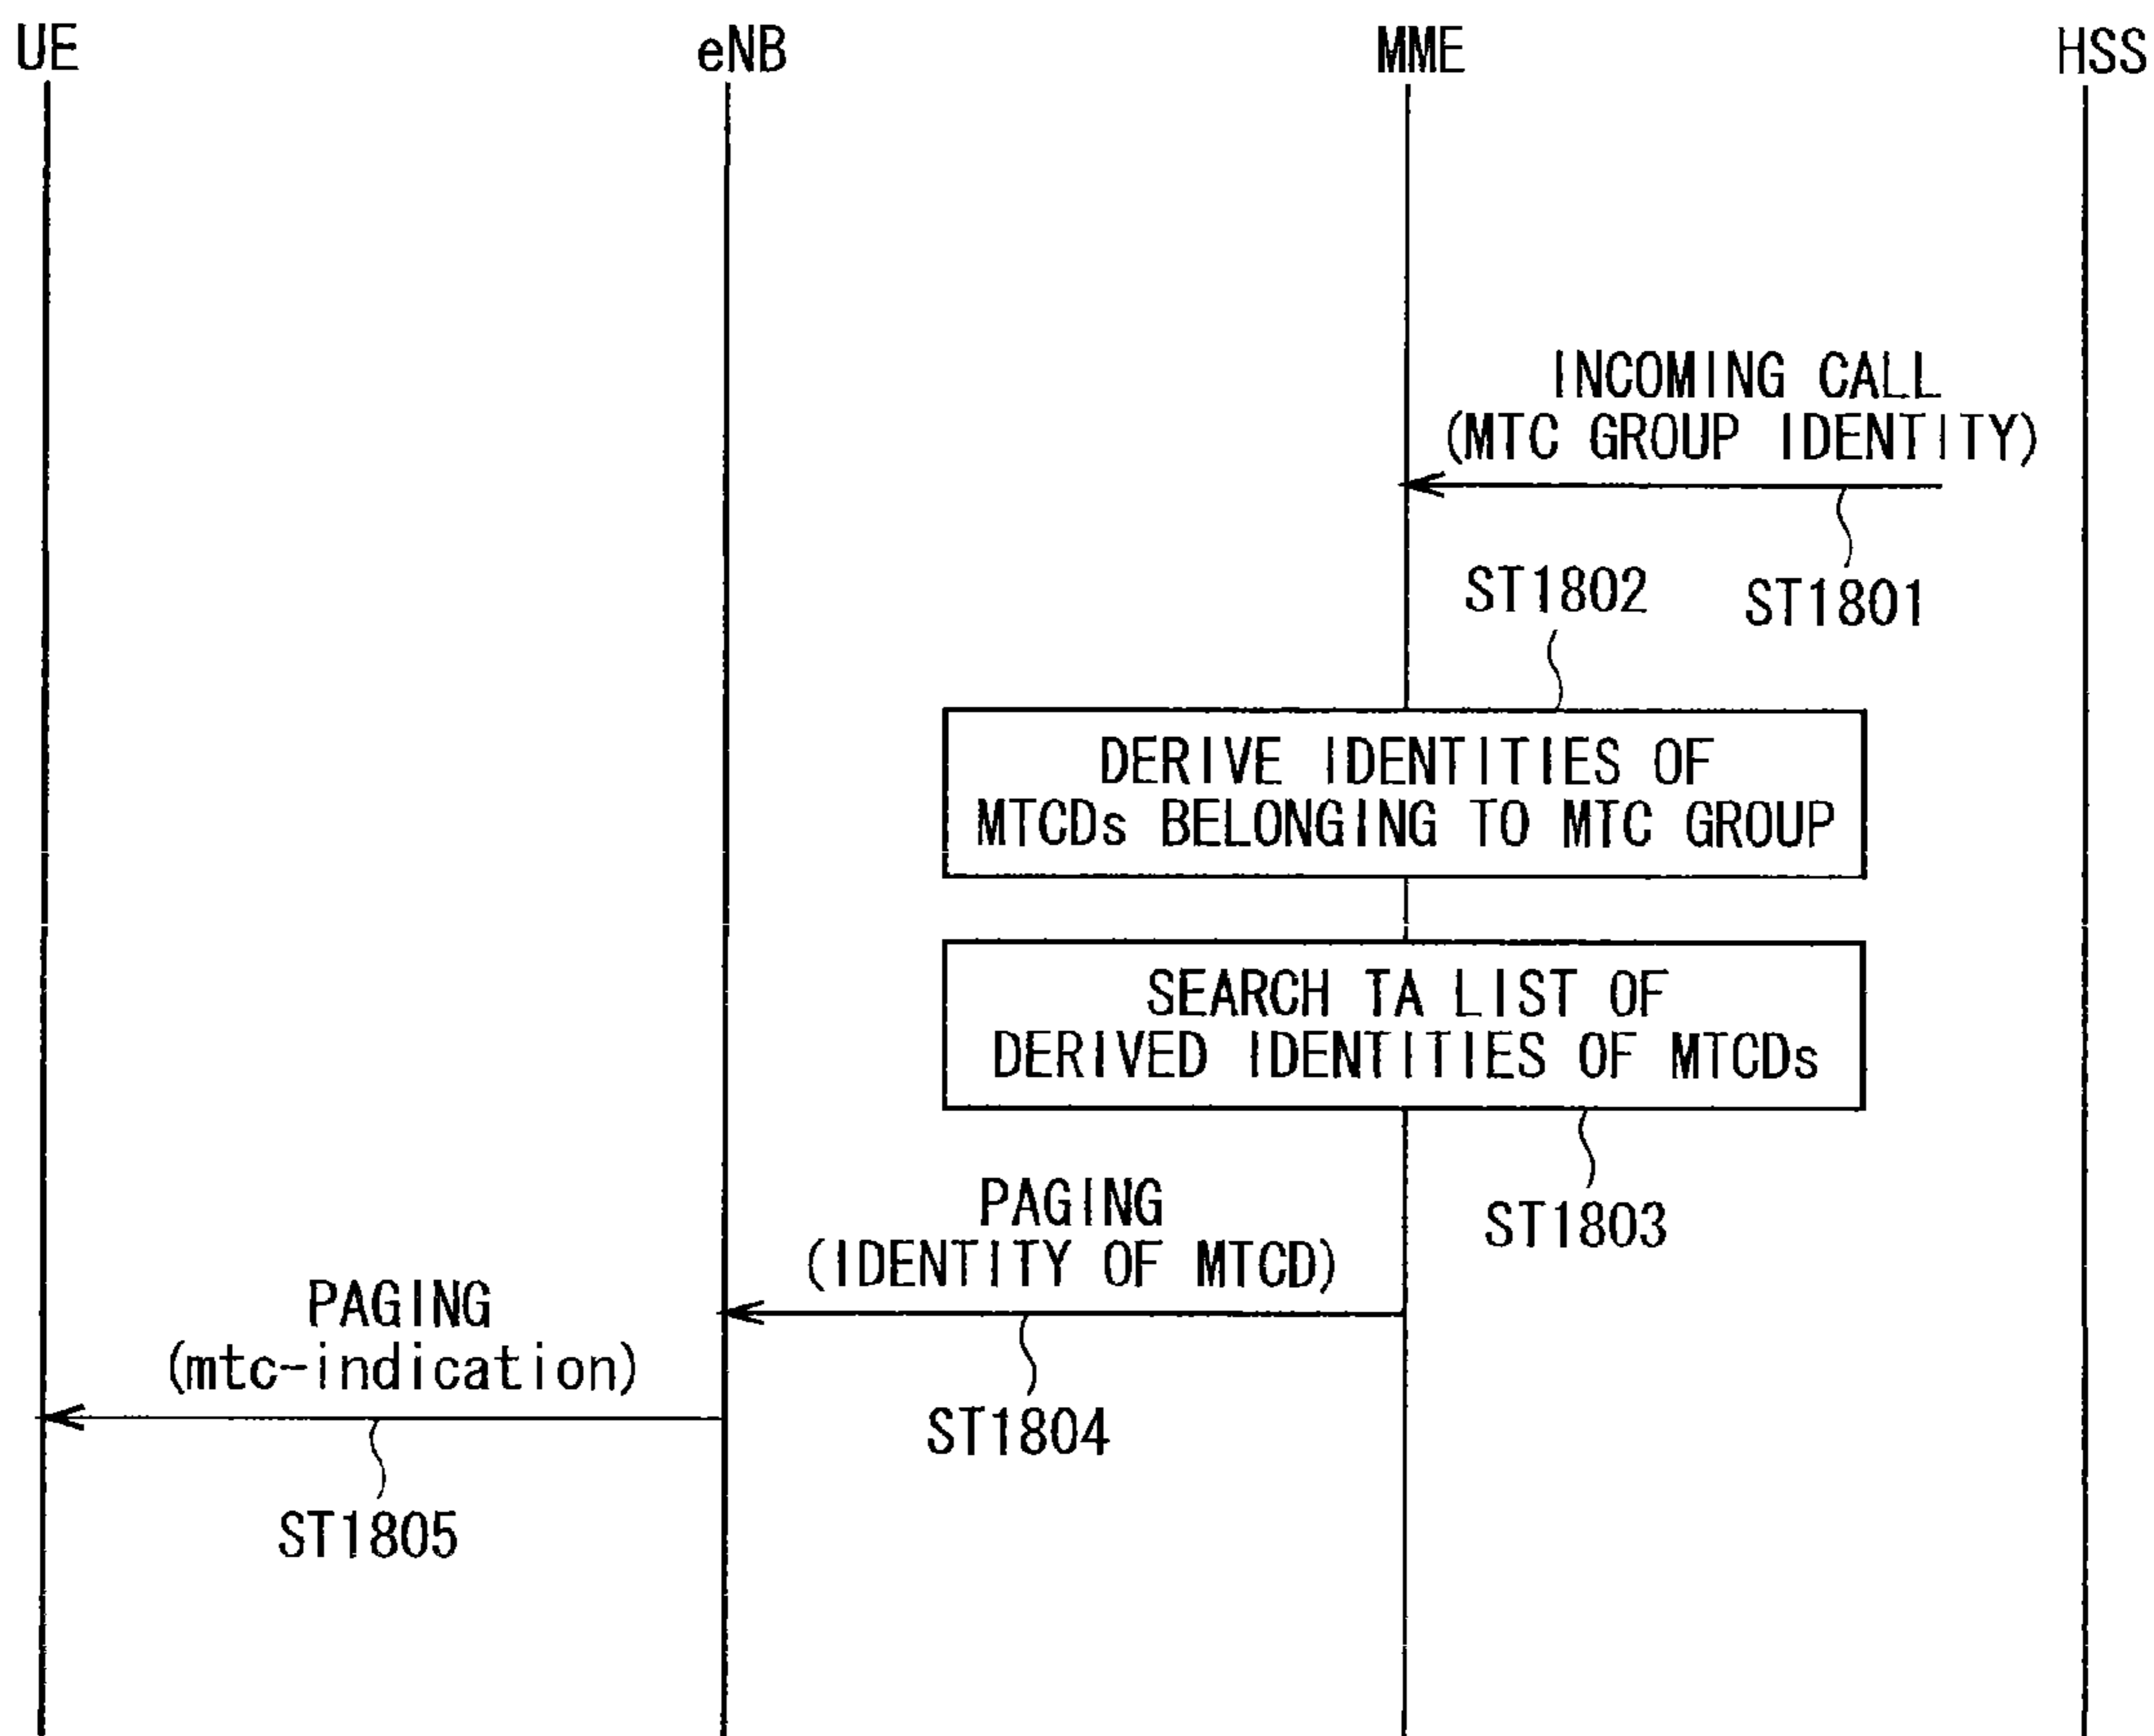 UE
eNB
MME
HSS
INCOMING CALL
(MTC GROUP IDENTITY)
ST1802
ST1801
DERIVE IDENTITIES OF
MTCDs BELONGING TO MTC GROUP
SEARCH TA LIST OF
DERIVED IDENTITIES OF MTCDs
PAGING
(IDENTITY OF MTCD)
ST1803
PAGING
(mtc-indication)
ST1804
ST1805